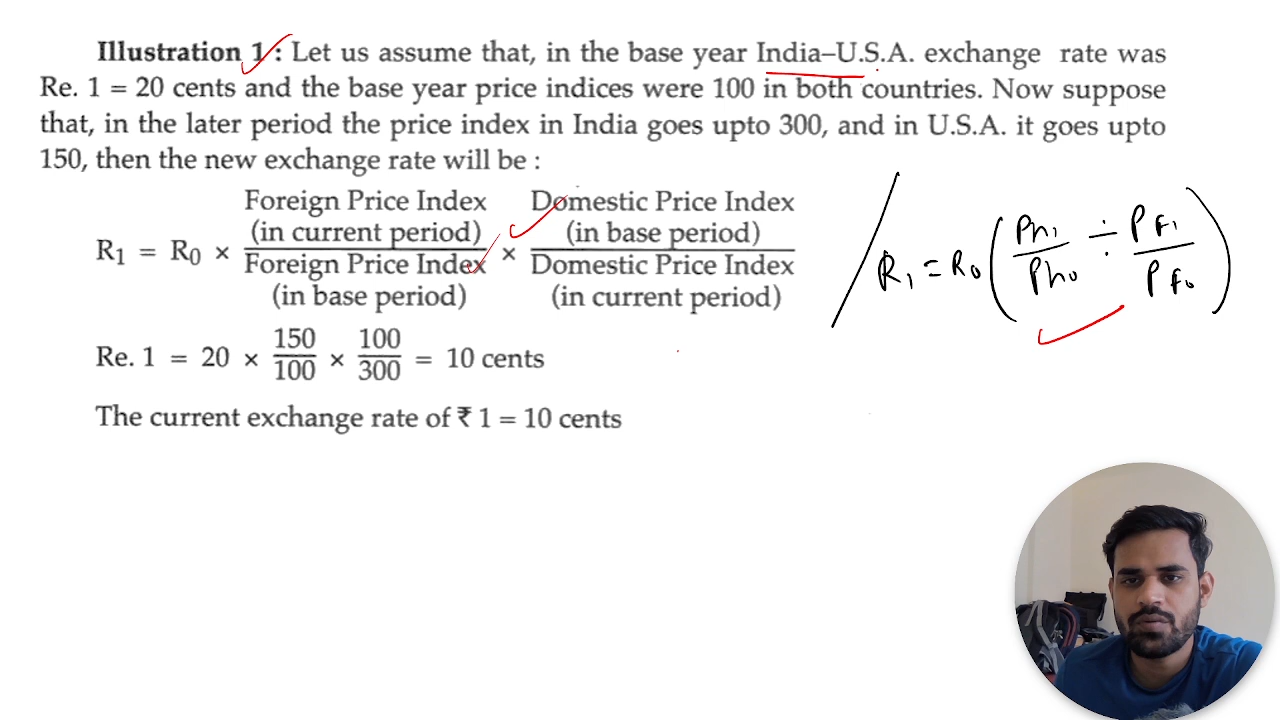 Illustration 1 : Let us assume that, in the base year India–U.S.A. exchange rate was
Re. 1 = 20 cents and the base year price indices were 100 in both countries. Now suppose
that, in the later period the price index in India goes upto 300, and in U.S.A. it goes upto
150, then the new exchange rate will be :
R₁ = R₀ × Foreign Price Index (in current period) / Foreign Price Index (in base period) × Domestic Price Index (in base period) / Domestic Price Index (in current period)
R₁ = R₀ (Ph₁ / Ph₀ ÷ PF₁ / PF₀)
Re. 1 = 20 × 150/100 × 100/300 = 10 cents
The current exchange rate of ₹ 1 = 10 cents